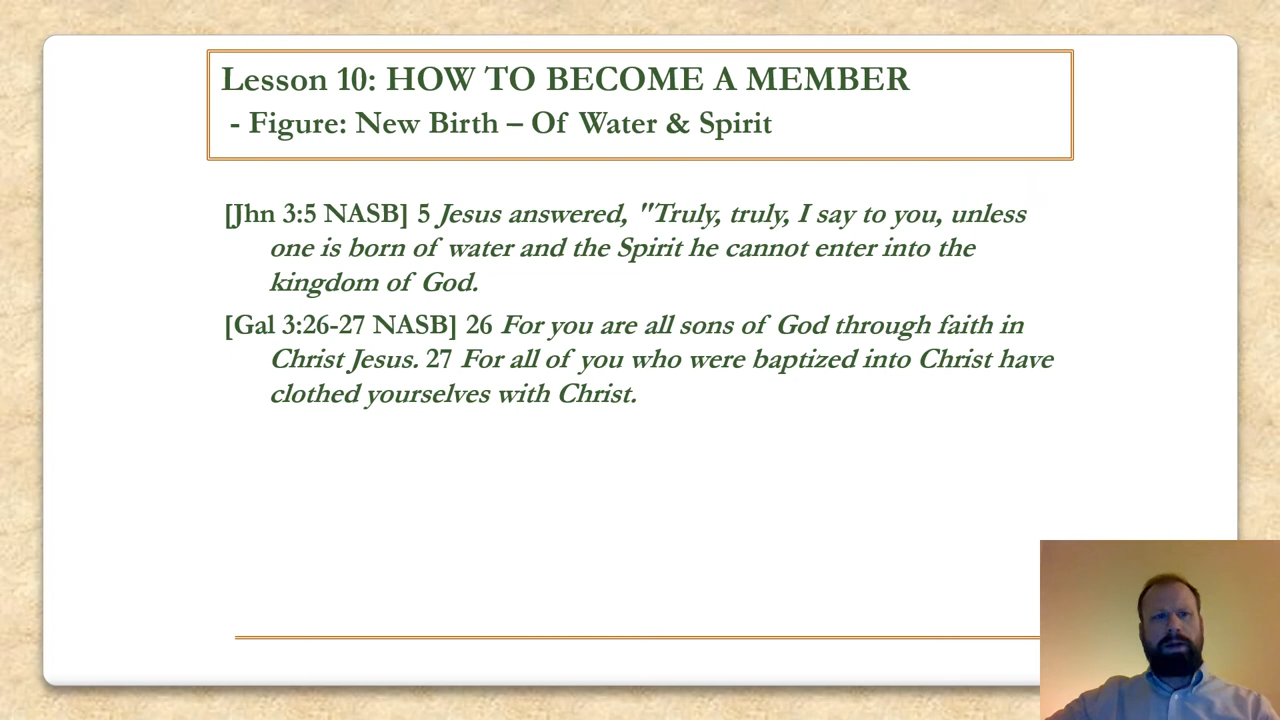 Lesson 10: HOW TO BECOME A MEMBER
- Figure: New Birth – Of Water & Spirit
[Jhn 3:5 NASB] 5 Jesus answered, "Truly, truly, I say to you, unless
one is born of water and the Spirit he cannot enter into the
kingdom of God.
[Gal 3:26-27 NASB] 26 For you are all sons of God through faith in
Christ Jesus. 27 For all of you who were baptized into Christ have
clothed yourselves with Christ.